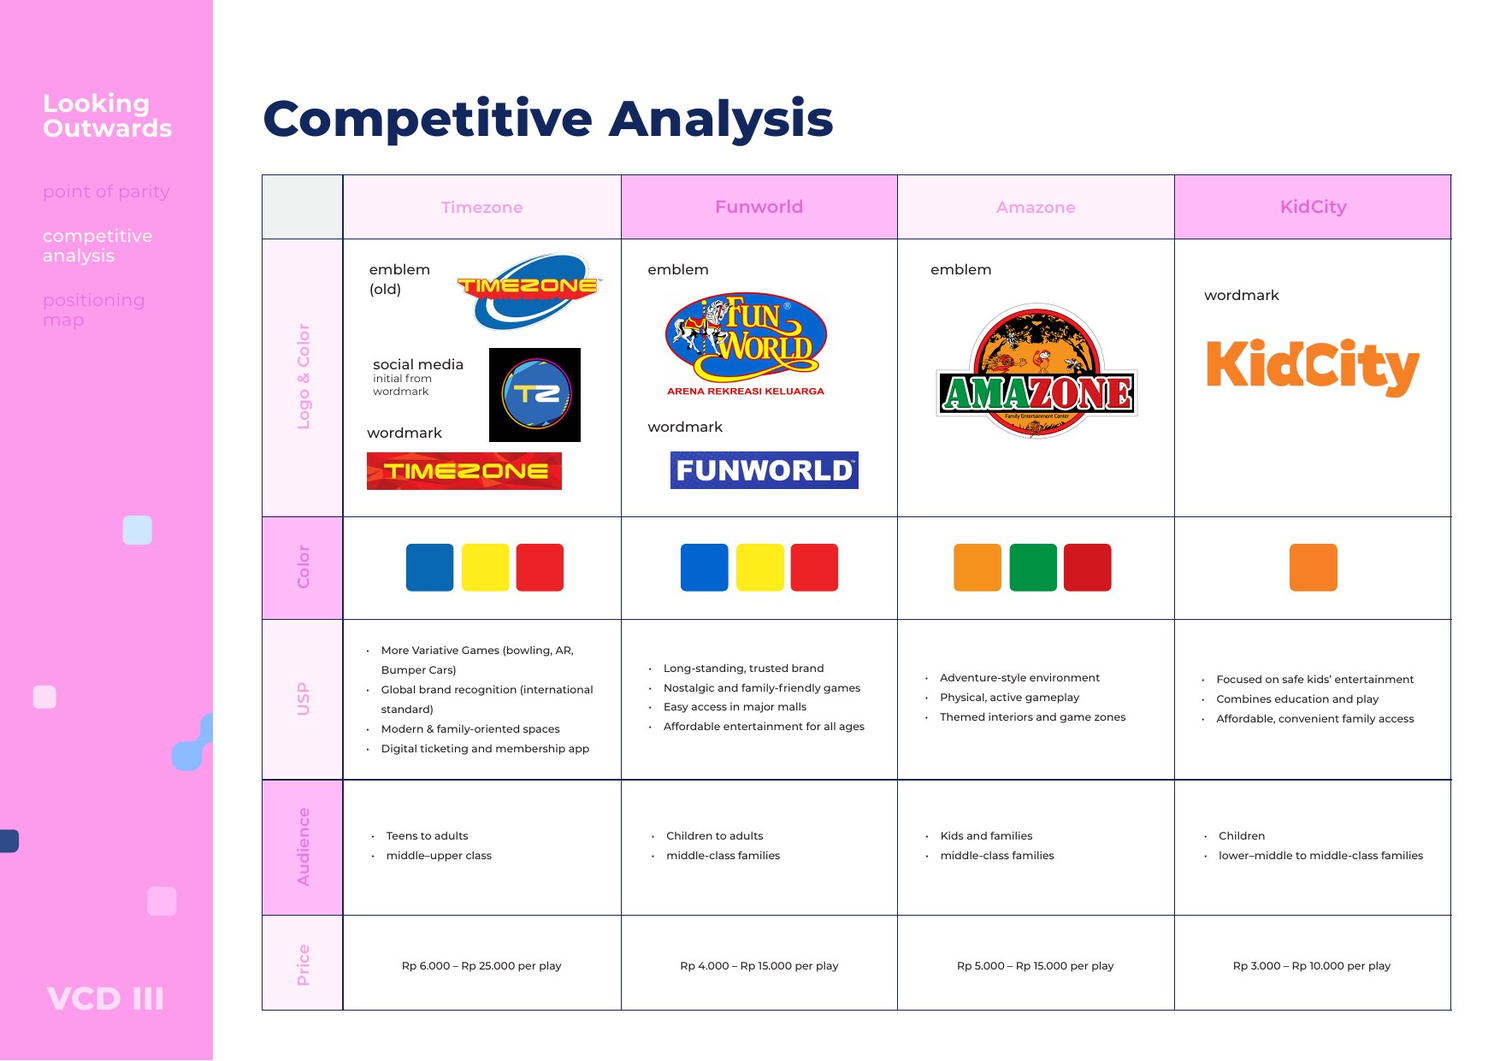 Looking
Outwards
point of parity
competitive
analysis
positioning
map
VCD III
Competitive Analysis
Timezone
Funworld
Amazone
KidCity
Logo & Color
emblem
(old)
TIMEZONE
social media
initial from
wordmark
TZ
wordmark
TIMEZONE
emblem
FUN WORLD®
ARENA REKREASI KELUARGA
wordmark
FUNWORLD
emblem
AMAZONE
Family Entertainment Center
wordmark
KidCity
Color
USP
• More Variative Games (bowling, AR,
Bumper Cars)
• Global brand recognition (international
standard)
• Modern & family-oriented spaces
• Digital ticketing and membership app
• Long-standing, trusted brand
• Nostalgic and family-friendly games
• Easy access in major malls
• Affordable entertainment for all ages
• Adventure-style environment
• Physical, active gameplay
• Themed interiors and game zones
• Focused on safe kids’ entertainment
• Combines education and play
• Affordable, convenient family access
Audience
• Teens to adults
• middle–upper class
• Children to adults
• middle-class families
• Kids and families
• middle-class families
• Children
• lower–middle to middle-class families
Price
Rp 6.000 – Rp 25.000 per play
Rp 4.000 – Rp 15.000 per play
Rp 5.000 – Rp 15.000 per play
Rp 3.000 – Rp 10.000 per play